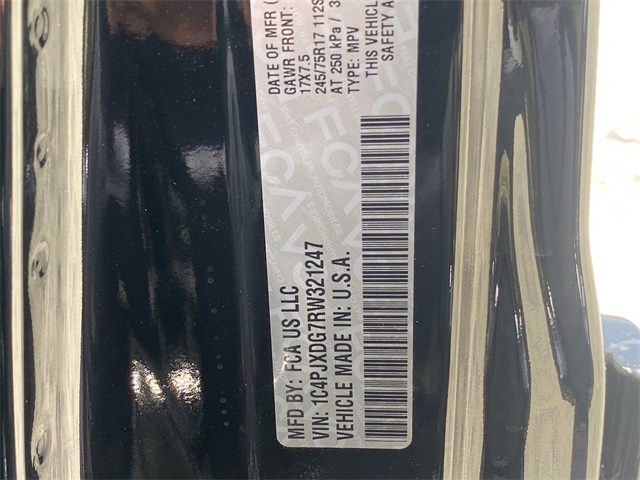 MFD BY: FCA US LLC
DATE OF MFR (
GAWR FRONT:
17X7.5
245/75R17 112S
AT 250 kPa / 3
TYPE: MPV
THIS VEHICLE
SAFETY A
VIN: 1C4PJXDG7RW321247
VEHICLE MADE IN: U.S.A.
FCA